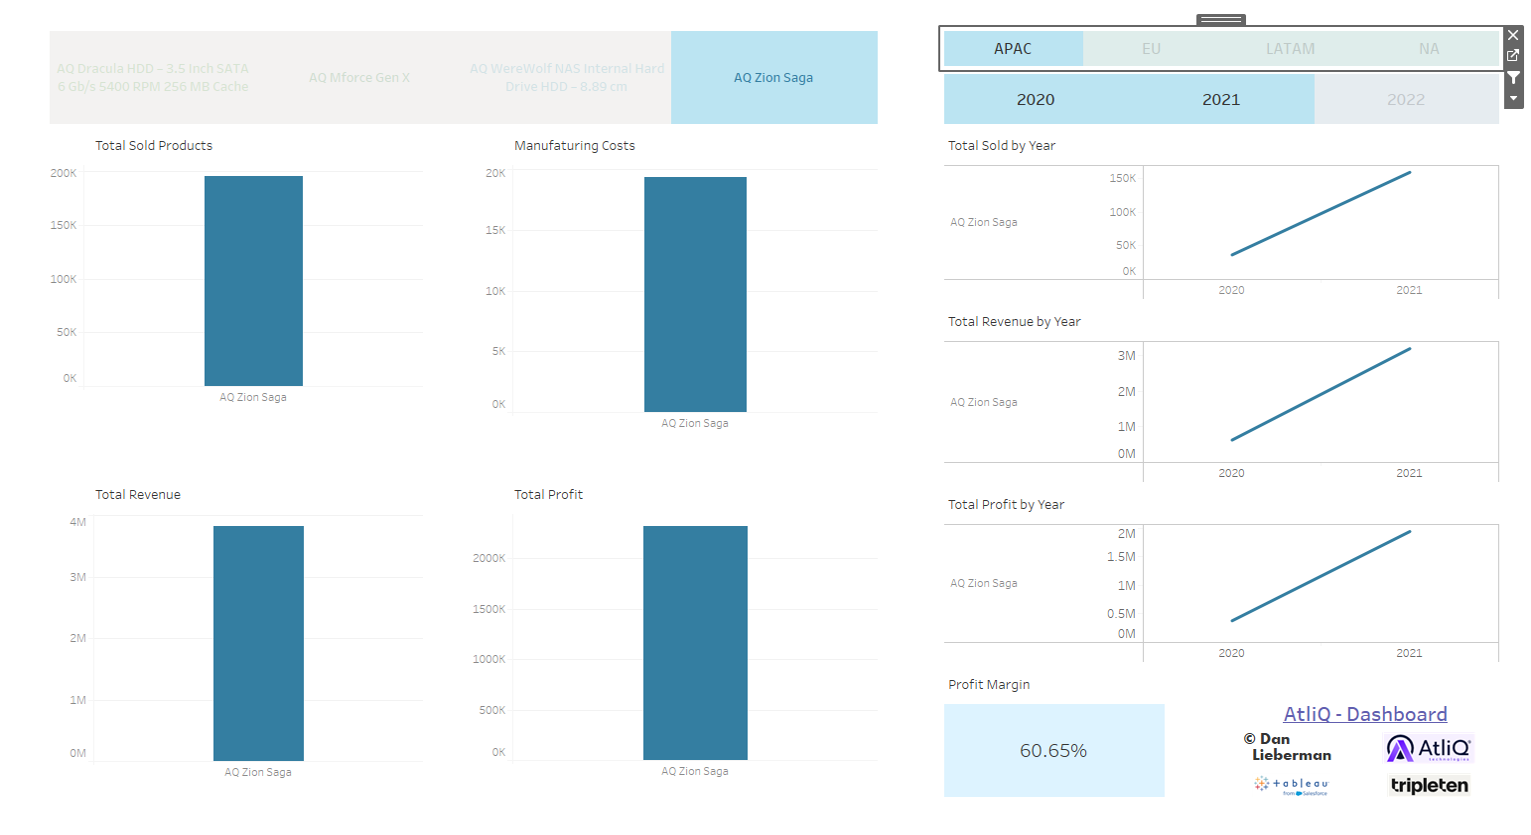 AQ Dracula HDD – 3.5 Inch SATA
6 Gb/s 5400 RPM 256 MB Cache
AQ Mforce Gen X
AQ WereWolf NAS Internal Hard
Drive HDD – 8.89 cm
AQ Zion Saga
APAC
EU
LATAM
NA
2020
2021
2022
Total Sold Products
200K
150K
100K
50K
0K
AQ Zion Saga
Manufaturing Costs
20K
15K
10K
5K
0K
AQ Zion Saga
Total Revenue
4M
3M
2M
1M
0M
AQ Zion Saga
Total Profit
2000K
1500K
1000K
500K
0K
AQ Zion Saga
Total Sold by Year
AQ Zion Saga
150K
100K
50K
0K
2020
2021
Total Revenue by Year
AQ Zion Saga
3M
2M
1M
0M
2020
2021
Total Profit by Year
AQ Zion Saga
2M
1.5M
1M
0.5M
0M
2020
2021
Profit Margin
60.65%
AtliQ - Dashboard
© Dan
Lieberman
AtliQ
technologies
+ableau
from Salesforce
tripleten